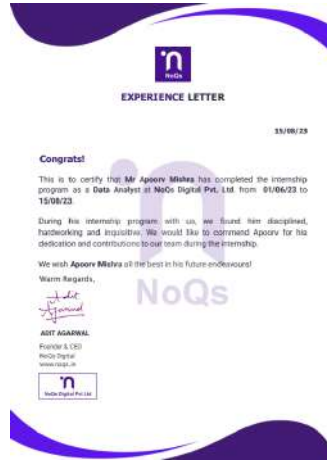 NoQs
EXPERIENCE LETTER
15/08/23
Congrats!
This is to certify that Mr Apoorv Mishra has completed the internship
program as a Data Analyst at NoQs Digital Pvt. Ltd. from 01/06/23 to
15/08/23.
During his internship program with us, we found him disciplined,
hardworking and inquisitive. We would like to commend Apoorv for his
dedication and contributions to our team during the internship.
We wish Apoorv Mishra all the best in his future endeavours!
Warm Regards,
NoQs
Adit
Agarwal
ADIT AGARWAL
Founder & CEO
NoQs Digital
www.noqs.in
NoQs Digital Pvt Ltd